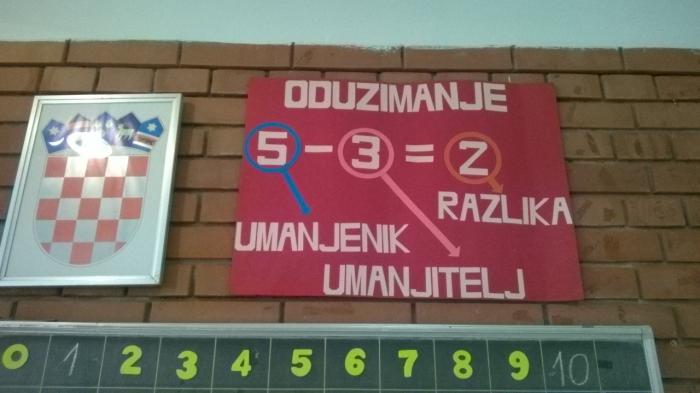 ODUZIMANJE
5 - 3 = 2
RAZLIKA
UMANJENIK
UMANJITELJ
0 1 2 3 4 5 6 7 8 9 10